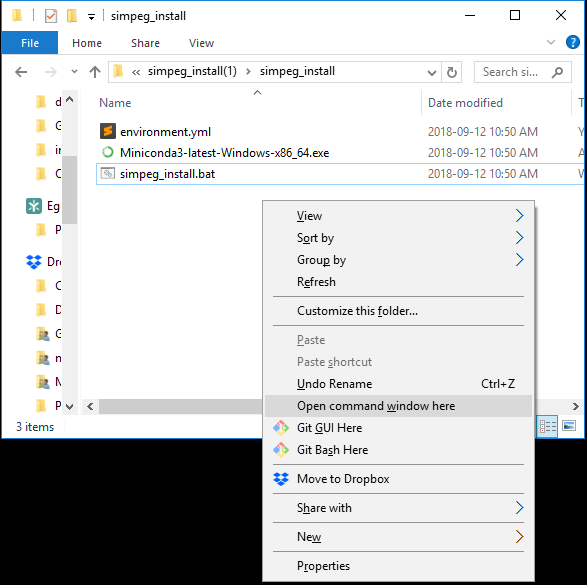 simpeg_install
File Home Share View
« simpeg_install(1) > simpeg_install Search si...
Name Date modified T
environment.yml 2018-09-12 10:50 AM Y
Miniconda3-latest-Windows-x86_64.exe 2018-09-12 10:50 AM A
simpeg_install.bat 2018-09-12 10:50 AM W
d
G
in
C
Eg
P
Dro
C
D
G
n
N
P
View
Sort by
Group by
Refresh
Customize this folder...
Paste
Paste shortcut
Undo Rename Ctrl+Z
Open command window here
Git GUI Here
Git Bash Here
Move to Dropbox
Share with
New
Properties
3 items